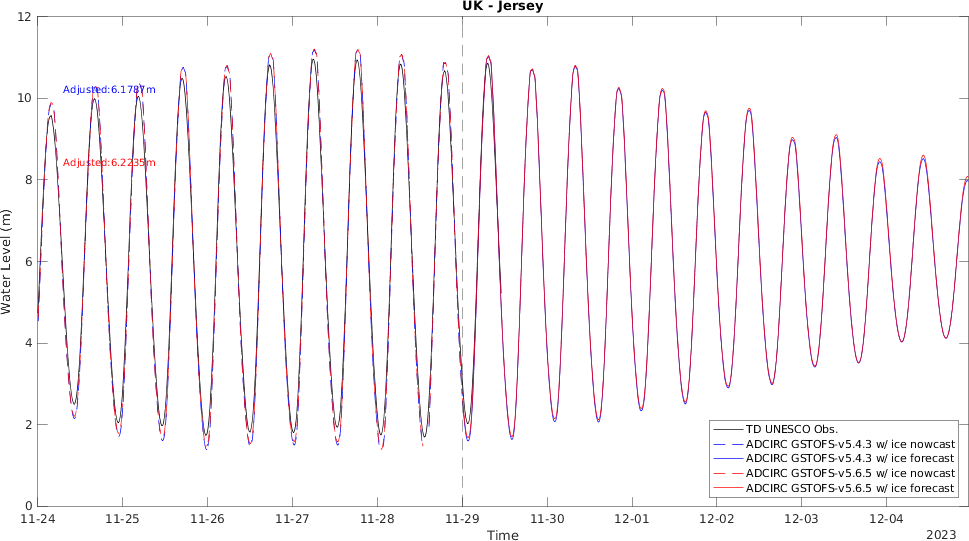 UK - Jersey
12
10
8
6
4
2
0
Water Level (m)
Adjusted:6.1787m
Adjusted:6.2235m
TD UNESCO Obs.
ADCIRC GSTOFS-v5.4.3 w/ ice nowcast
ADCIRC GSTOFS-v5.4.3 w/ ice forecast
ADCIRC GSTOFS-v5.6.5 w/ ice nowcast
ADCIRC GSTOFS-v5.6.5 w/ ice forecast
11-24 11-25 11-26 11-27 11-28 11-29 11-30 12-01 12-02 12-03 12-04
Time
2023